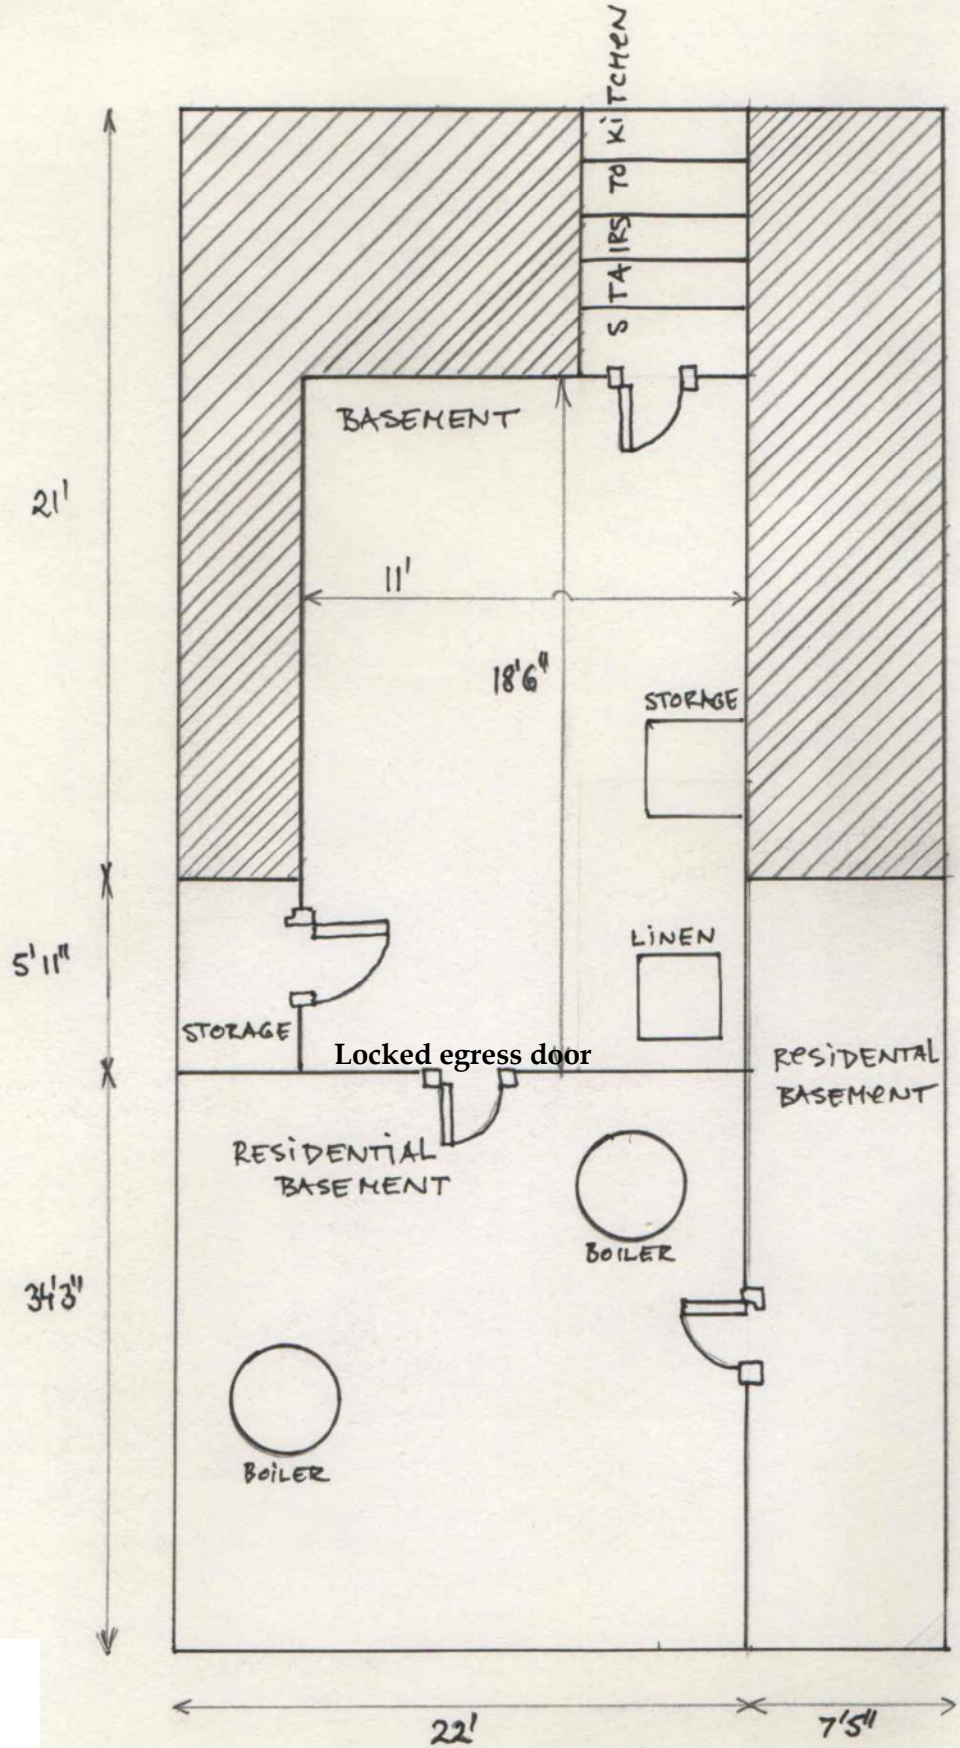 STAIRS TO KITCHEN
BASEMENT
21'
11'
18'6"
STORAGE
LINEN
5'11"
STORAGE
Locked egress door
RESIDENTAL
BASEMENT
RESIDENTIAL
BASEMENT
BOILER
34'3"
BOILER
22'
7'5"